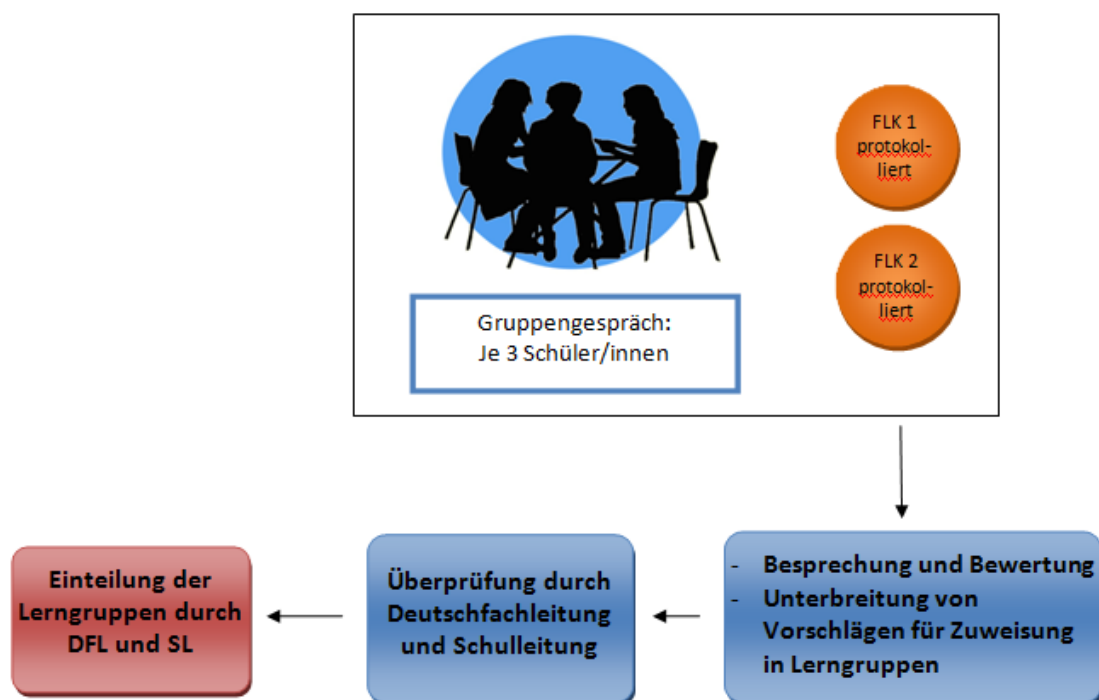 FLK 1
protokol-
liert
FLK 2
protokol-
liert
Gruppengespräch:
Je 3 Schüler/innen
- Besprechung und Bewertung
- Unterbreitung von
Vorschlägen für Zuweisung
in Lerngruppen
Überprüfung durch
Deutschfachleitung
und Schulleitung
Einteilung der
Lerngruppen durch
DFL und SL